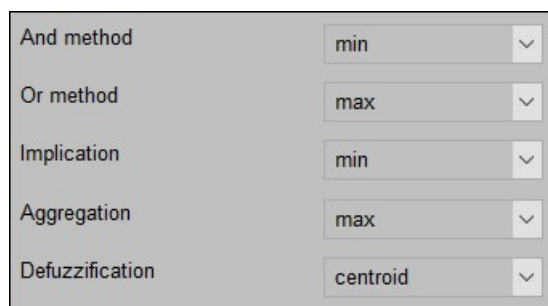 And method min
Or method max
Implication min
Aggregation max
Defuzzification centroid